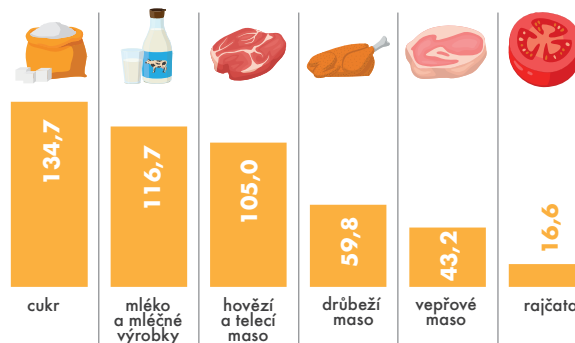 134,7
116,7
105,0
59,8
43,2
16,6
cukr
mléko
a mléčné
výrobky
hovězí
a telecí
maso
drůbeží
maso
vepřové
maso
rajčata